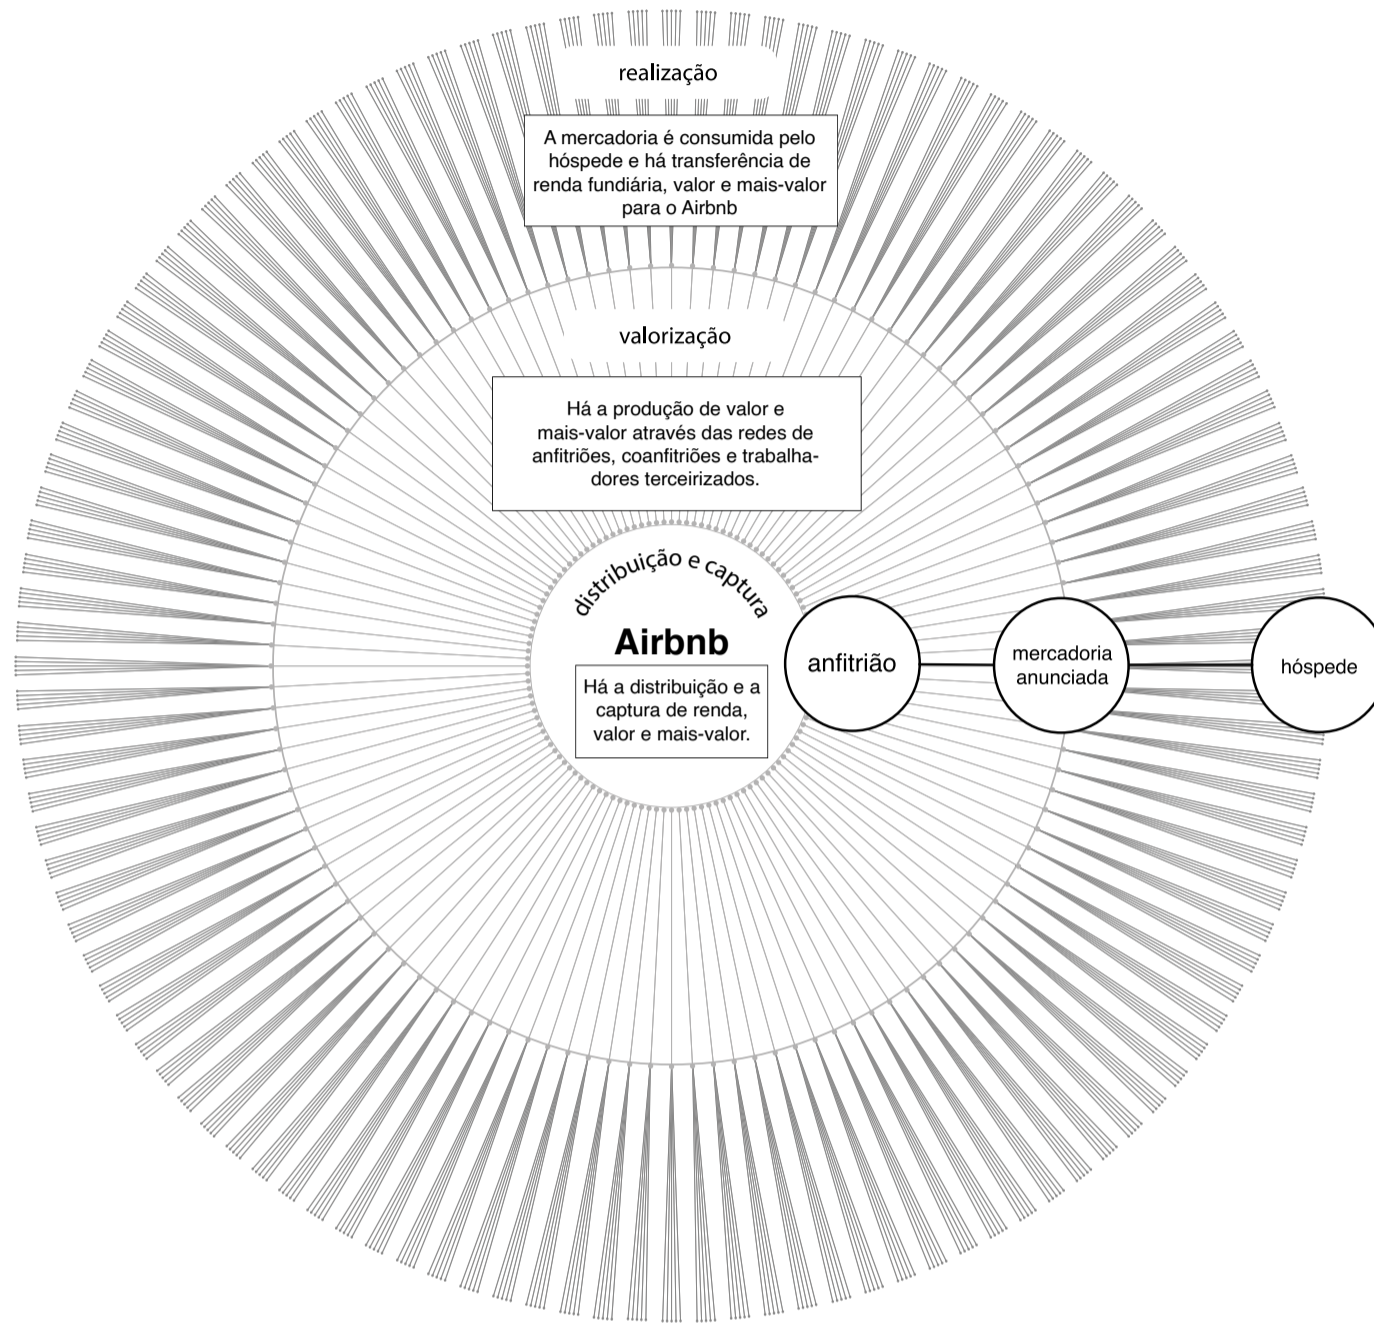 realização
A mercadoria é consumida pelo
hóspede e há transferência de
renda fundiária, valor e mais-valor
para o Airbnb
valorização
Há a produção de valor e
mais-valor através das redes de
anfitriões, coanfitriões e trabalha-
dores terceirizados.
distribuição e captura
Airbnb
Há a distribuição e a
captura de renda,
valor e mais-valor.
anfitrião
mercadoria
anunciada
hóspede